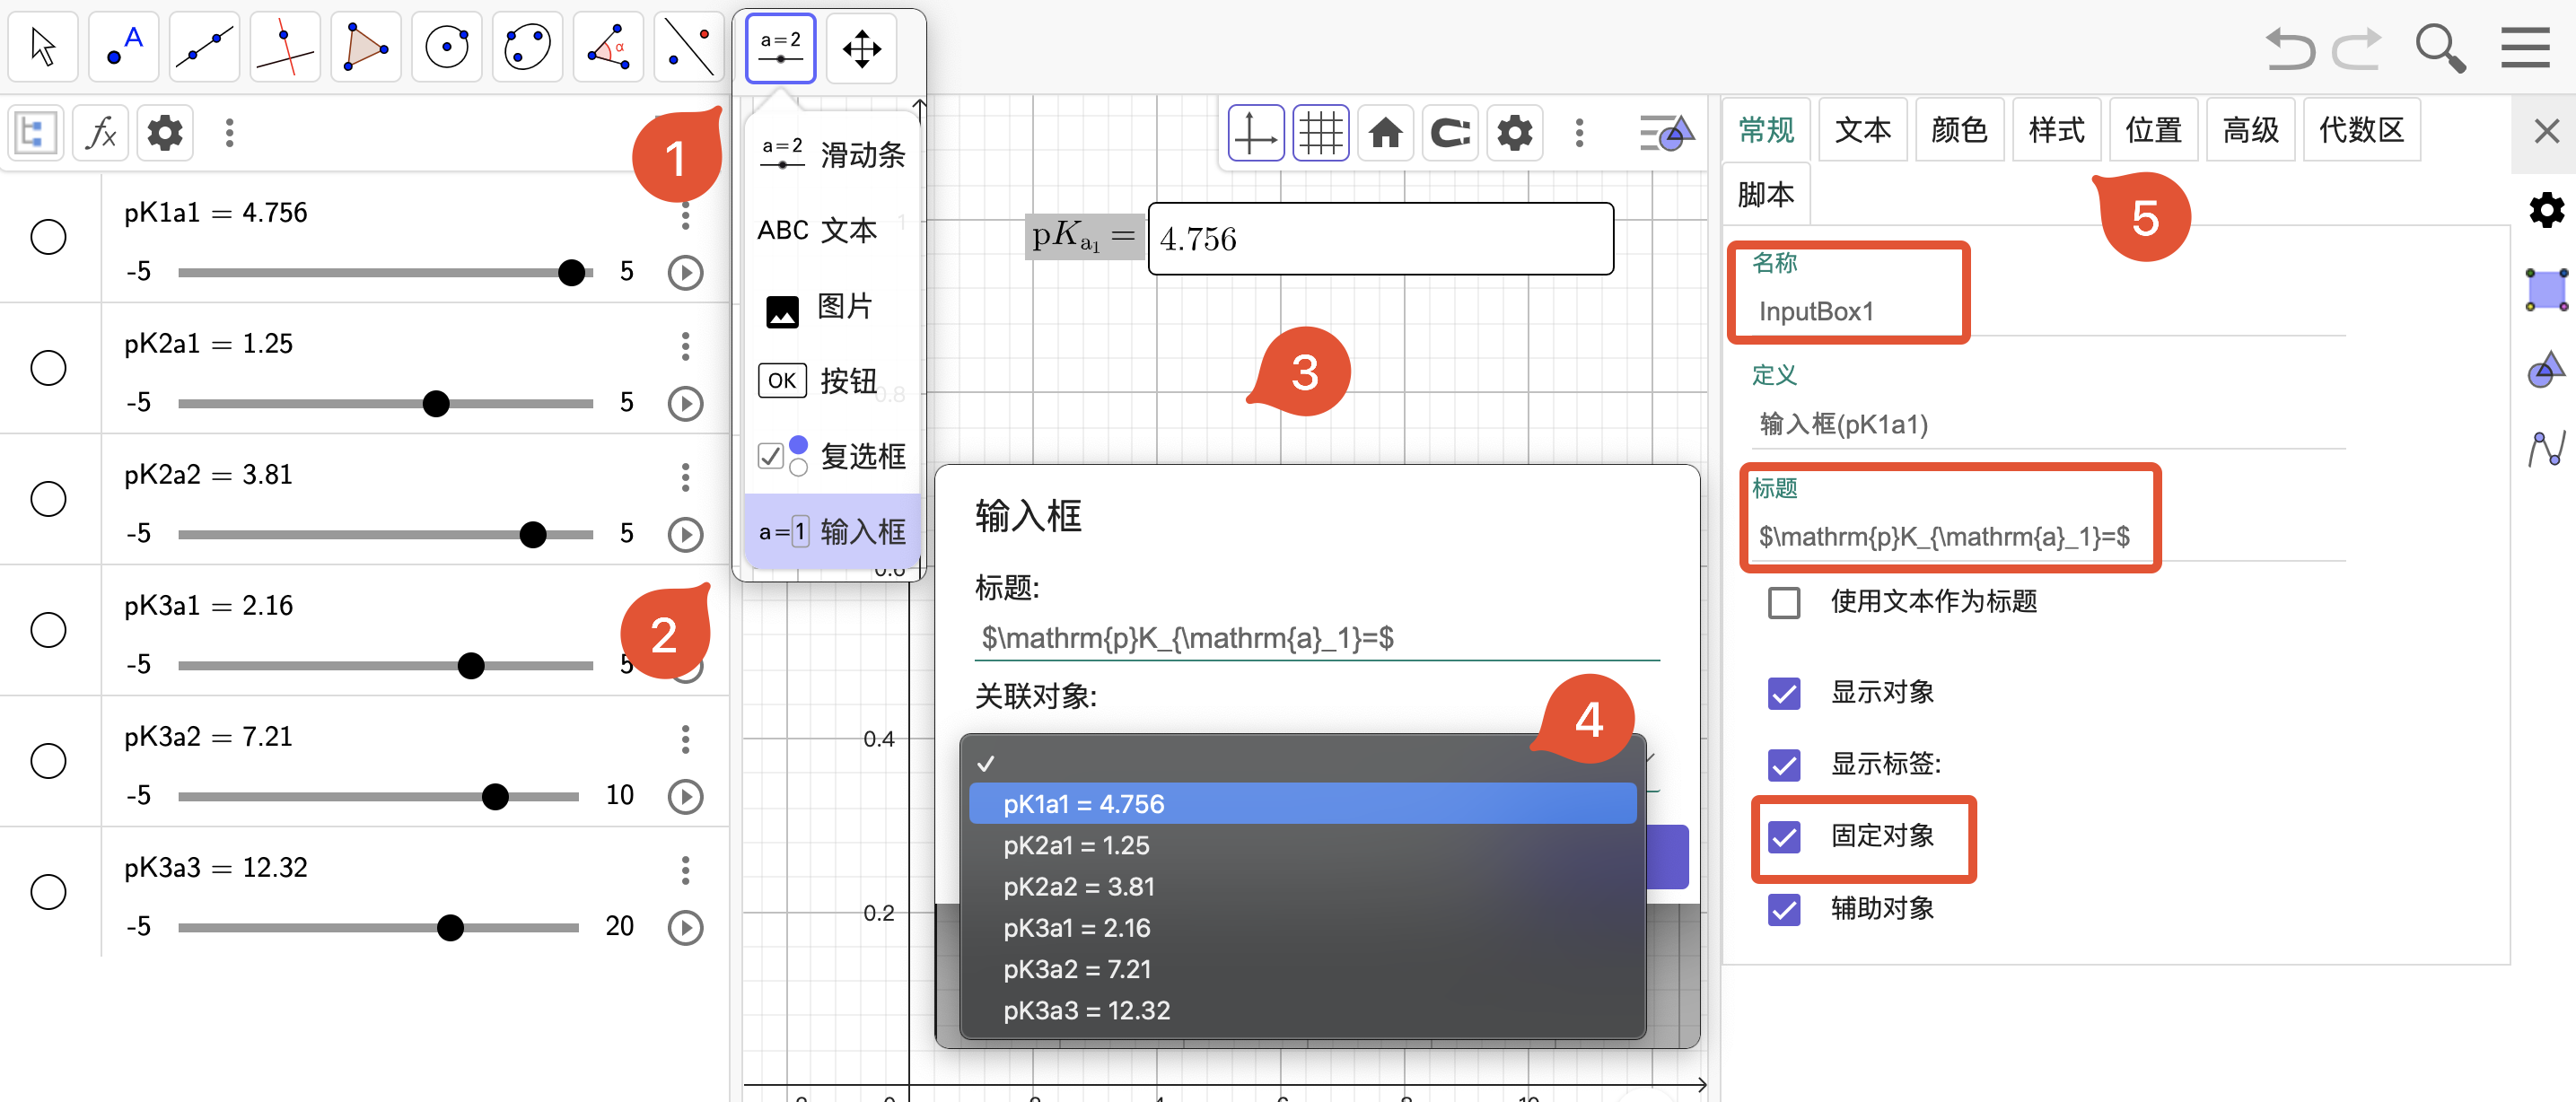 A
α
a=2
1
a=2 滑动条
ABC 文本
图片
OK 按钮
复选框
a=1 输入框
2
fx
pK1a1 = 4.756
-5 5
pK2a1 = 1.25
-5 5
pK2a2 = 3.81
-5 5
pK3a1 = 2.16
-5 5
pK3a2 = 7.21
-5 10
pK3a3 = 12.32
-5 20
1
0.8
0.6
0.4
0.2
pKa1 = 4.756
3
输入框
标题:
$\mathrm{p}K_{\mathrm{a}_1}=$
关联对象:
4
✓
pK1a1 = 4.756
pK2a1 = 1.25
pK2a2 = 3.81
pK3a1 = 2.16
pK3a2 = 7.21
pK3a3 = 12.32
常规 文本 颜色 样式 位置 高级 代数区
脚本
5
名称
InputBox1
定义
输入框(pK1a1)
标题
$\mathrm{p}K_{\mathrm{a}_1}=$
使用文本作为标题
显示对象
显示标签:
固定对象
辅助对象